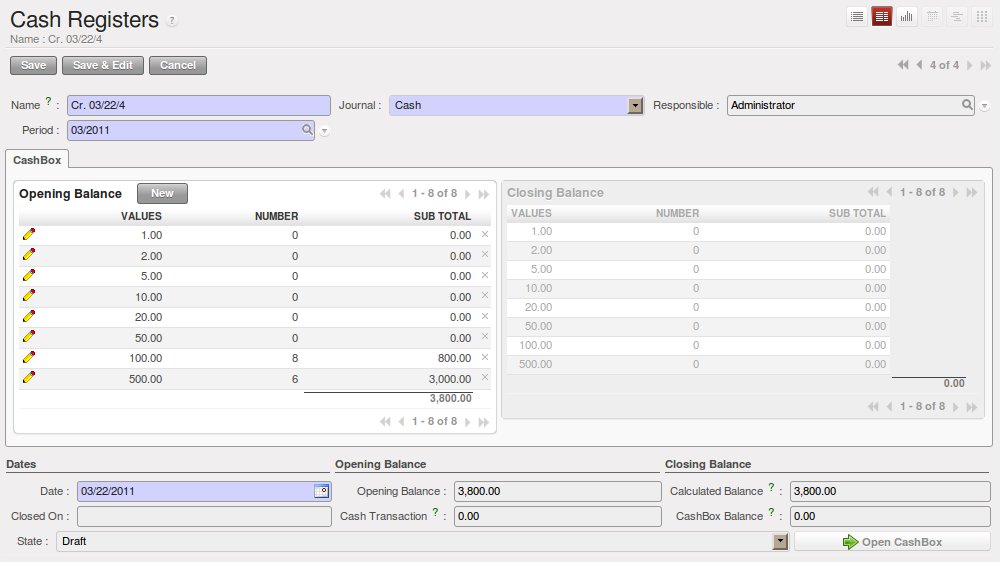 Cash Registers ?
Name : Cr. 03/22/4
Save Save & Edit Cancel 4 of 4
Name ? : Cr. 03/22/4 Journal : Cash Responsible : Administrator
Period : 03/2011
CashBox
Opening Balance New 1 - 8 of 8
VALUES NUMBER SUB TOTAL
1.00 0 0.00
2.00 0 0.00
5.00 0 0.00
10.00 0 0.00
20.00 0 0.00
50.00 0 0.00
100.00 8 800.00
500.00 6 3,000.00
3,800.00
1 - 8 of 8
Closing Balance 1 - 8 of 8
VALUES NUMBER SUB TOTAL
1.00 0 0.00
2.00 0 0.00
5.00 0 0.00
10.00 0 0.00
20.00 0 0.00
50.00 0 0.00
100.00 0 0.00
500.00 0 0.00
0.00
1 - 8 of 8
Dates Opening Balance Closing Balance
Date : 03/22/2011 Opening Balance : 3,800.00 Calculated Balance ? : 3,800.00
Closed On : Cash Transaction ? : 0.00 CashBox Balance ? : 0.00
State : Draft Open CashBox